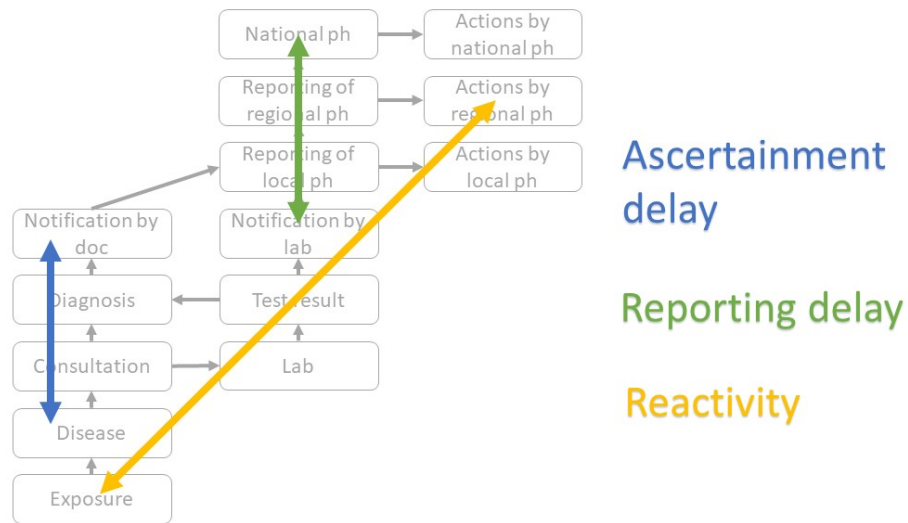 National ph
Actions by
national ph
Reporting of
regional ph
Actions by
regional ph
Reporting of
local ph
Actions by
local ph
Notification by
doc
Notification by
lab
Diagnosis
Test result
Consultation
Lab
Disease
Exposure
Ascertainment
delay
Reporting delay
Reactivity